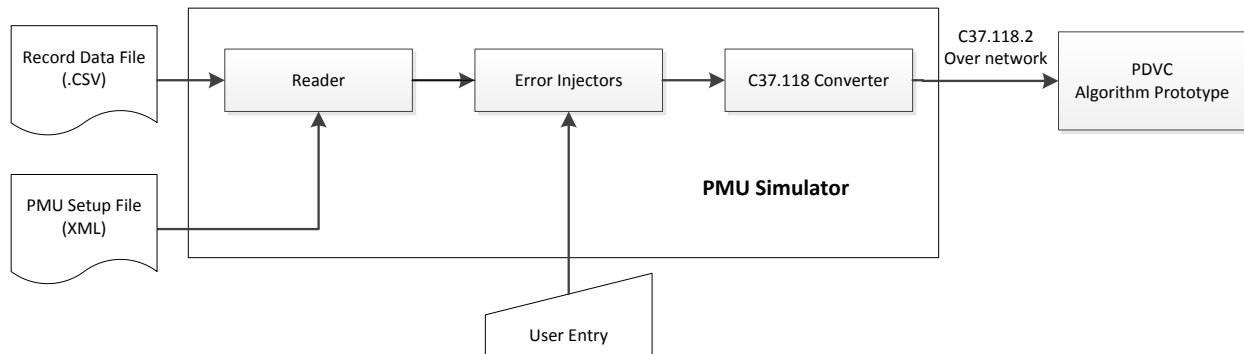 Record Data File
(.CSV)
Reader
Error Injectors
C37.118 Converter
C37.118.2
Over network
PDVC
Algorithm Prototype
PMU Setup File
(XML)
PMU Simulator
User Entry